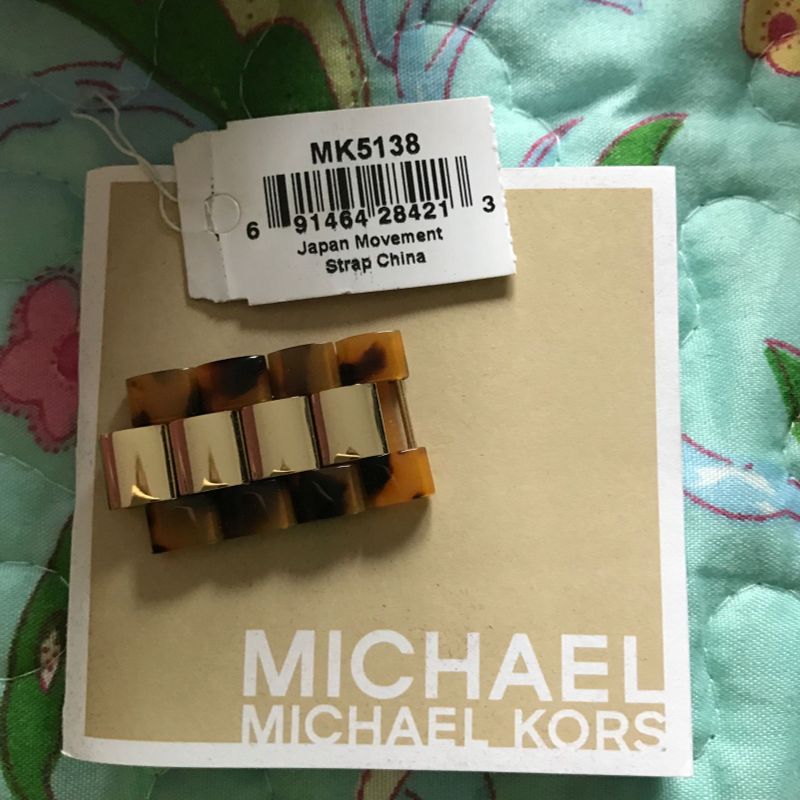 MK5138
6 91464 28421 3
Japan Movement
Strap China
MICHAEL
MICHAEL KORS